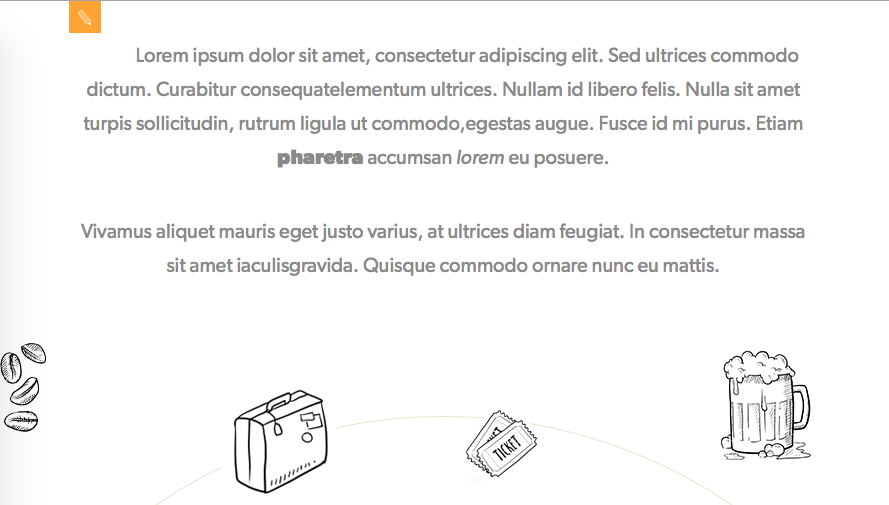 Lorem ipsum dolor sit amet, consectetur adipiscing elit. Sed ultrices commodo
dictum. Curabitur consequatelementum ultrices. Nullam id libero felis. Nulla sit amet
turpis sollicitudin, rutrum ligula ut commodo,egestas augue. Fusce id mi purus. Etiam
pharetra accumsan lorem eu posuere.
Vivamus aliquet mauris eget justo varius, at ultrices diam feugiat. In consectetur massa
sit amet iaculisgravida. Quisque commodo ornare nunc eu mattis.
KET
TICKET